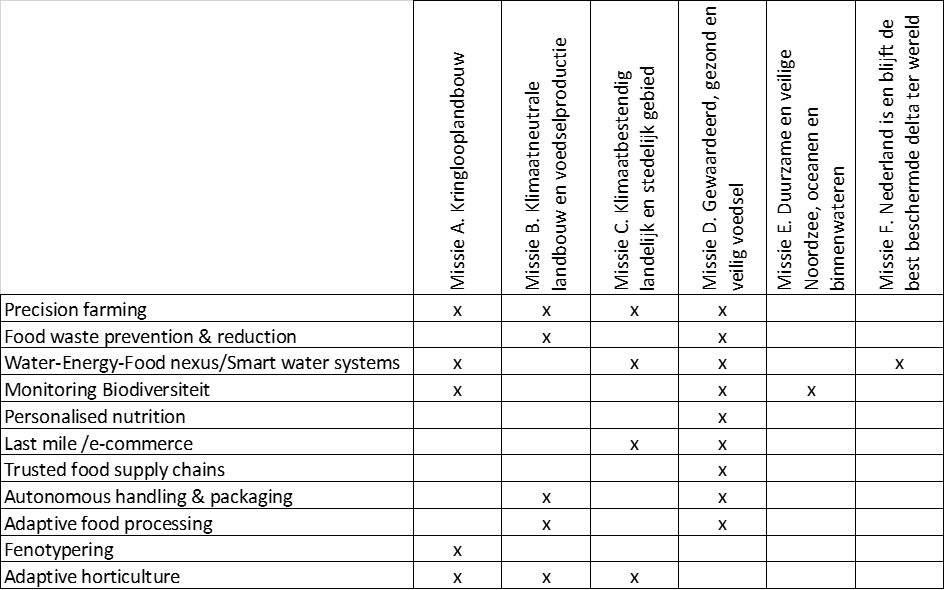 Missie A. Kringlooplandbouw
Missie B. Klimaatneutrale
landbouw en voedselproductie
Missie C. Klimaatbestendig
landelijk en stedelijk gebied
Missie D. Gewaardeerd, gezond en
veilig voedsel
Missie E. Duurzame en veilige
Noordzee, oceanen en
binnenwateren
Missie F. Nederland is en blijft de
best beschermde delta ter wereld
Precision farming x x x x
Food waste prevention & reduction x x
Water-Energy-Food nexus/Smart water systems x x x x
Monitoring Biodiversiteit x x x
Personalised nutrition x
Last mile /e-commerce x x
Trusted food supply chains x
Autonomous handling & packaging x x
Adaptive food processing x x
Fenotypering x
Adaptive horticulture x x x